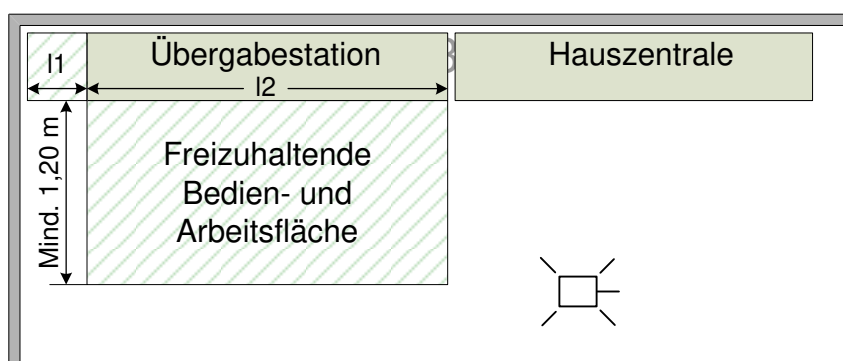 l1
Übergabestation
Hauszentrale
l2
Mind. 1,20 m
Freizuhaltende
Bedien- und
Arbeitsfläche